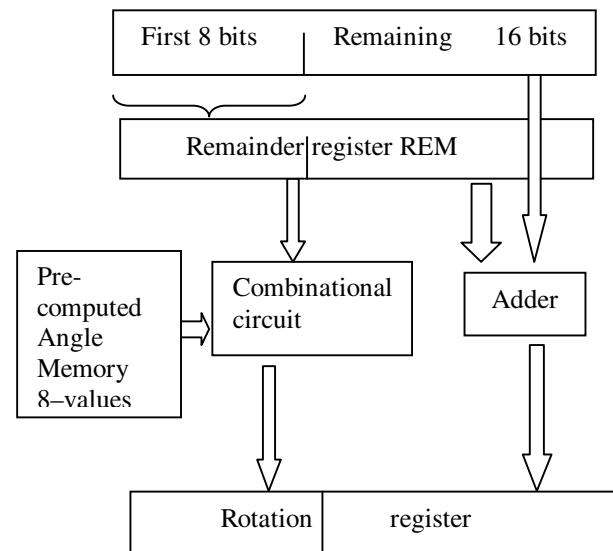 First 8 bits Remaining 16 bits
Remainder register REM
Pre-
computed
Angle
Memory
8–values
Combinational
circuit
Adder
Rotation register